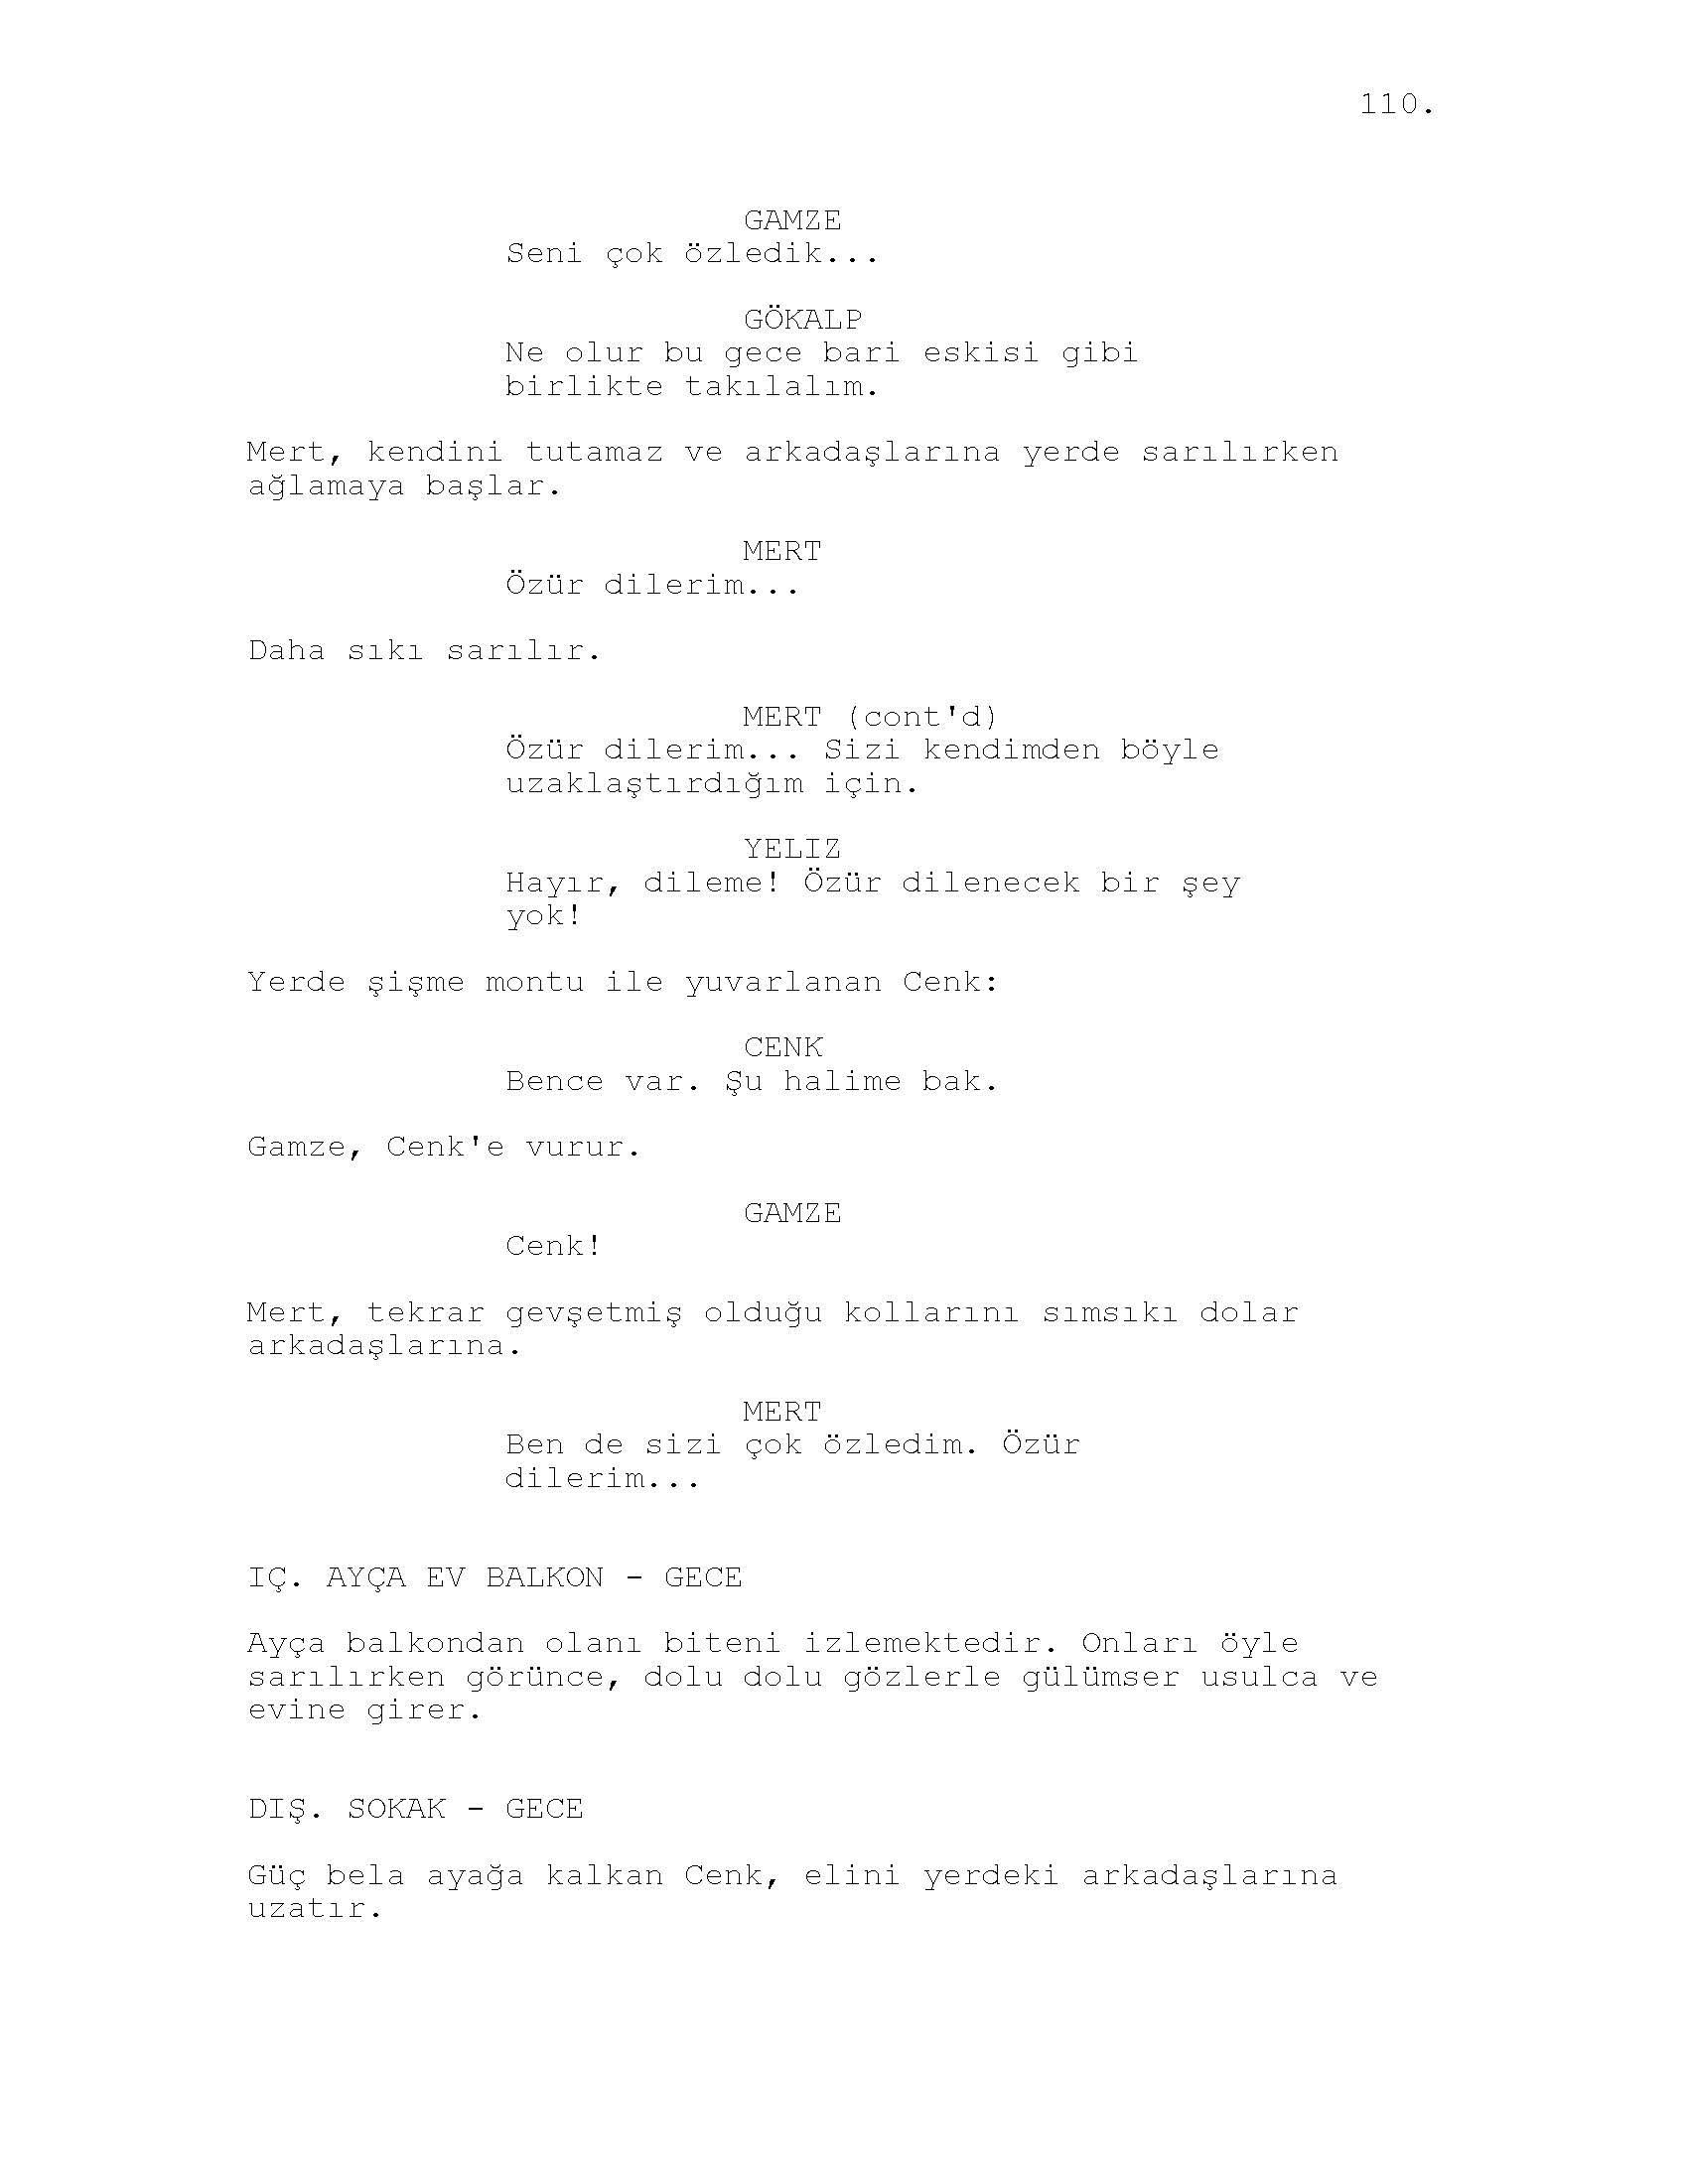 110.
GAMZE
Seni çok özledik...
GÖKALP
Ne olur bu gece bari eskisi gibi
birlikte takılalım.
Mert, kendini tutamaz ve arkadaşlarına yerde sarılırken
ağlamaya başlar.
MERT
Özür dilerim...
Daha sıkı sarılır.
MERT (cont'd)
Özür dilerim... Sizi kendimden böyle
uzaklaştırdığım için.
YELIZ
Hayır, dileme! Özür dilenecek bir şey
yok!
Yerde şişme montu ile yuvarlanan Cenk:
CENK
Bence var. Şu halime bak.
Gamze, Cenk'e vurur.
GAMZE
Cenk!
Mert, tekrar gevşetmiş olduğu kollarını sımsıkı dolar
arkadaşlarına.
MERT
Ben de sizi çok özledim. Özür
dilerim...
IÇ. AYÇA EV BALKON - GECE
Ayça balkondan olanı biteni izlemektedir. Onları öyle
sarılırken görünce, dolu dolu gözlerle gülümser usulca ve
evine girer.
DIŞ. SOKAK - GECE
Güç bela ayağa kalkan Cenk, elini yerdeki arkadaşlarına
uzatır.